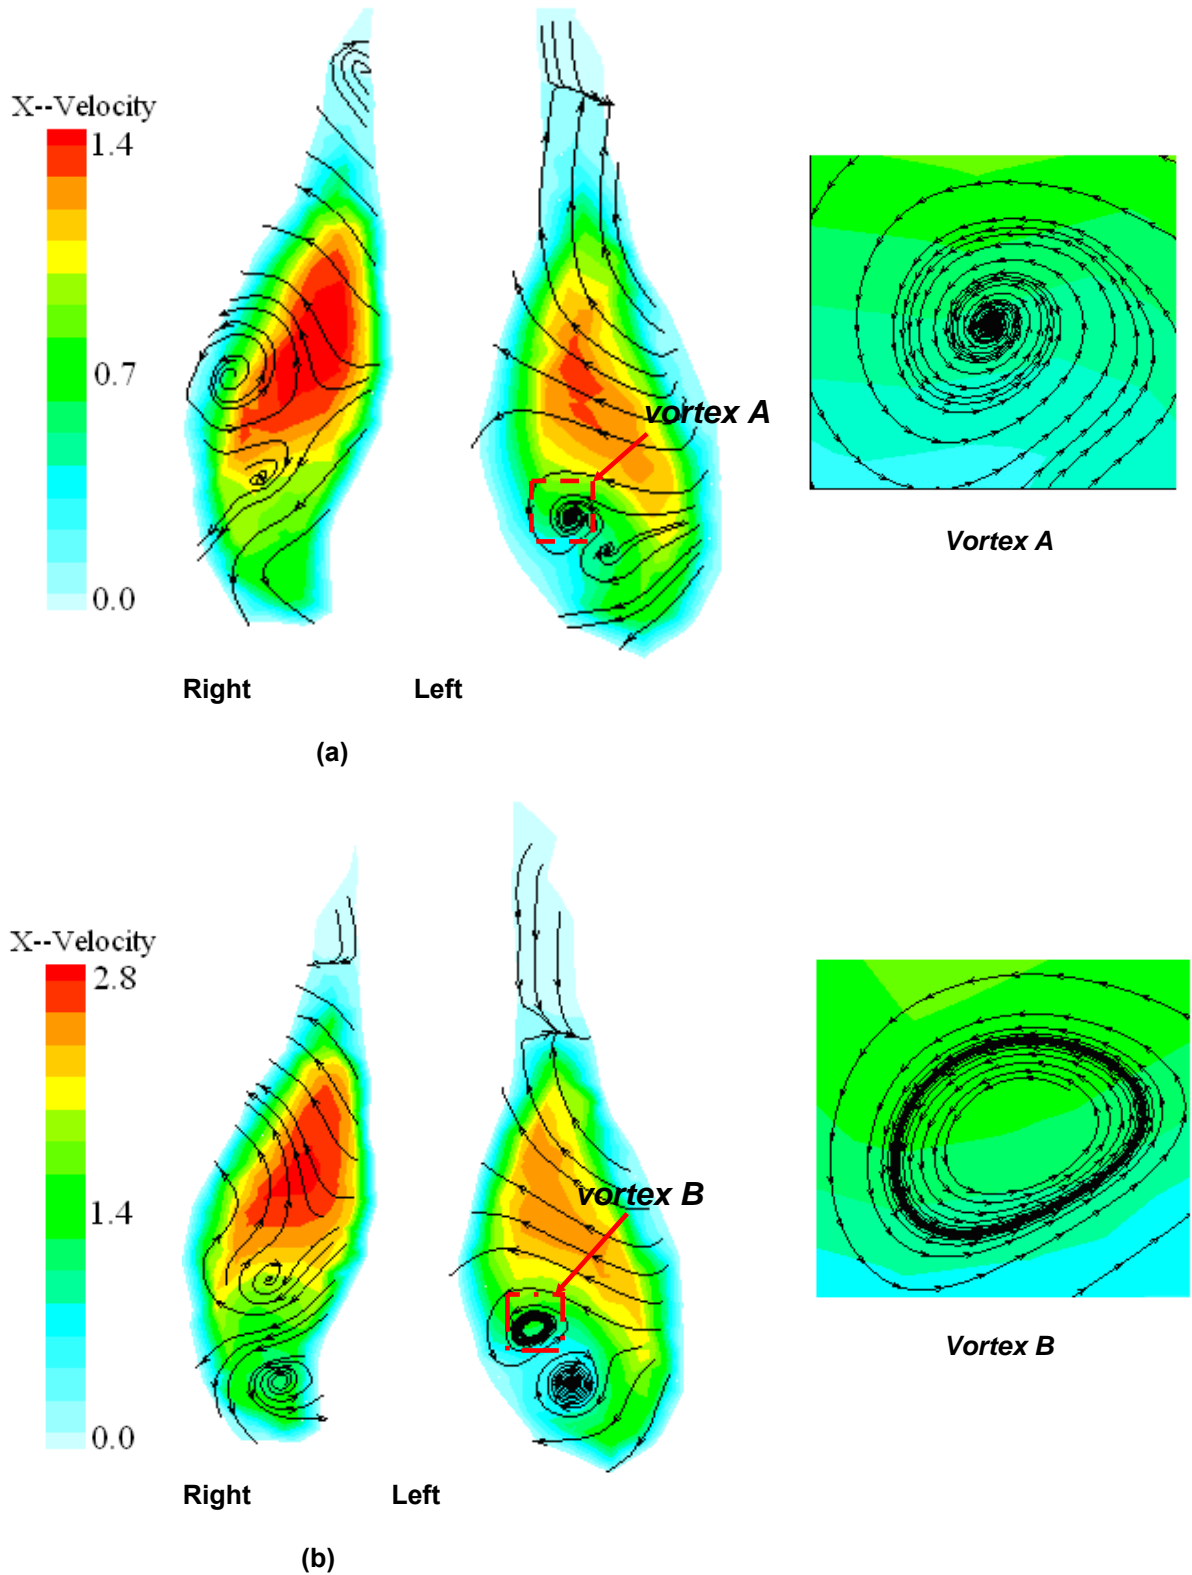 X--Velocity
1.4
0.7
0.0
vortex A
Vortex A
Right Left
(a)
X--Velocity
2.8
1.4
0.0
vortex B
Vortex B
Right Left
(b)